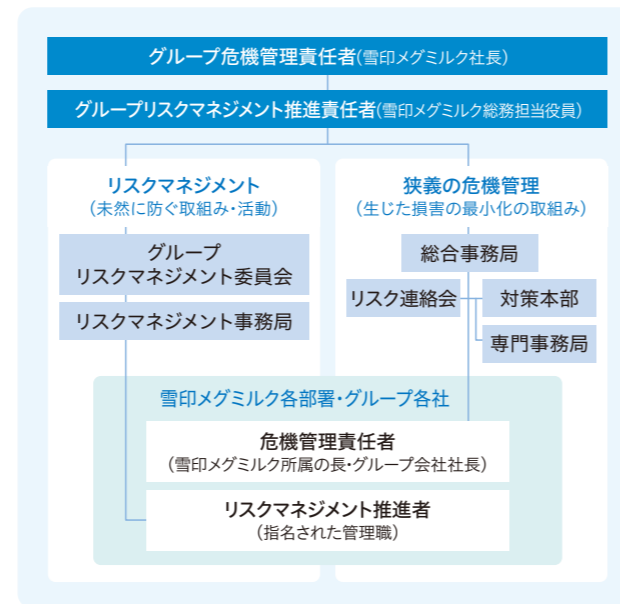 グループ危機管理責任者(雪印メグミルク社長)
グループリスクマネジメント推進責任者(雪印メグミルク総務担当役員)
リスクマネジメント
(未然に防ぐ取組み・活動)
グループ
リスクマネジメント委員会
リスクマネジメント事務局
狭義の危機管理
(生じた損害の最小化の取組み)
総合事務局
リスク連絡会
対策本部
専門事務局
雪印メグミルク各部署・グループ各社
危機管理責任者
(雪印メグミルク所属の長・グループ会社社長)
リスクマネジメント推進者
(指名された管理職)